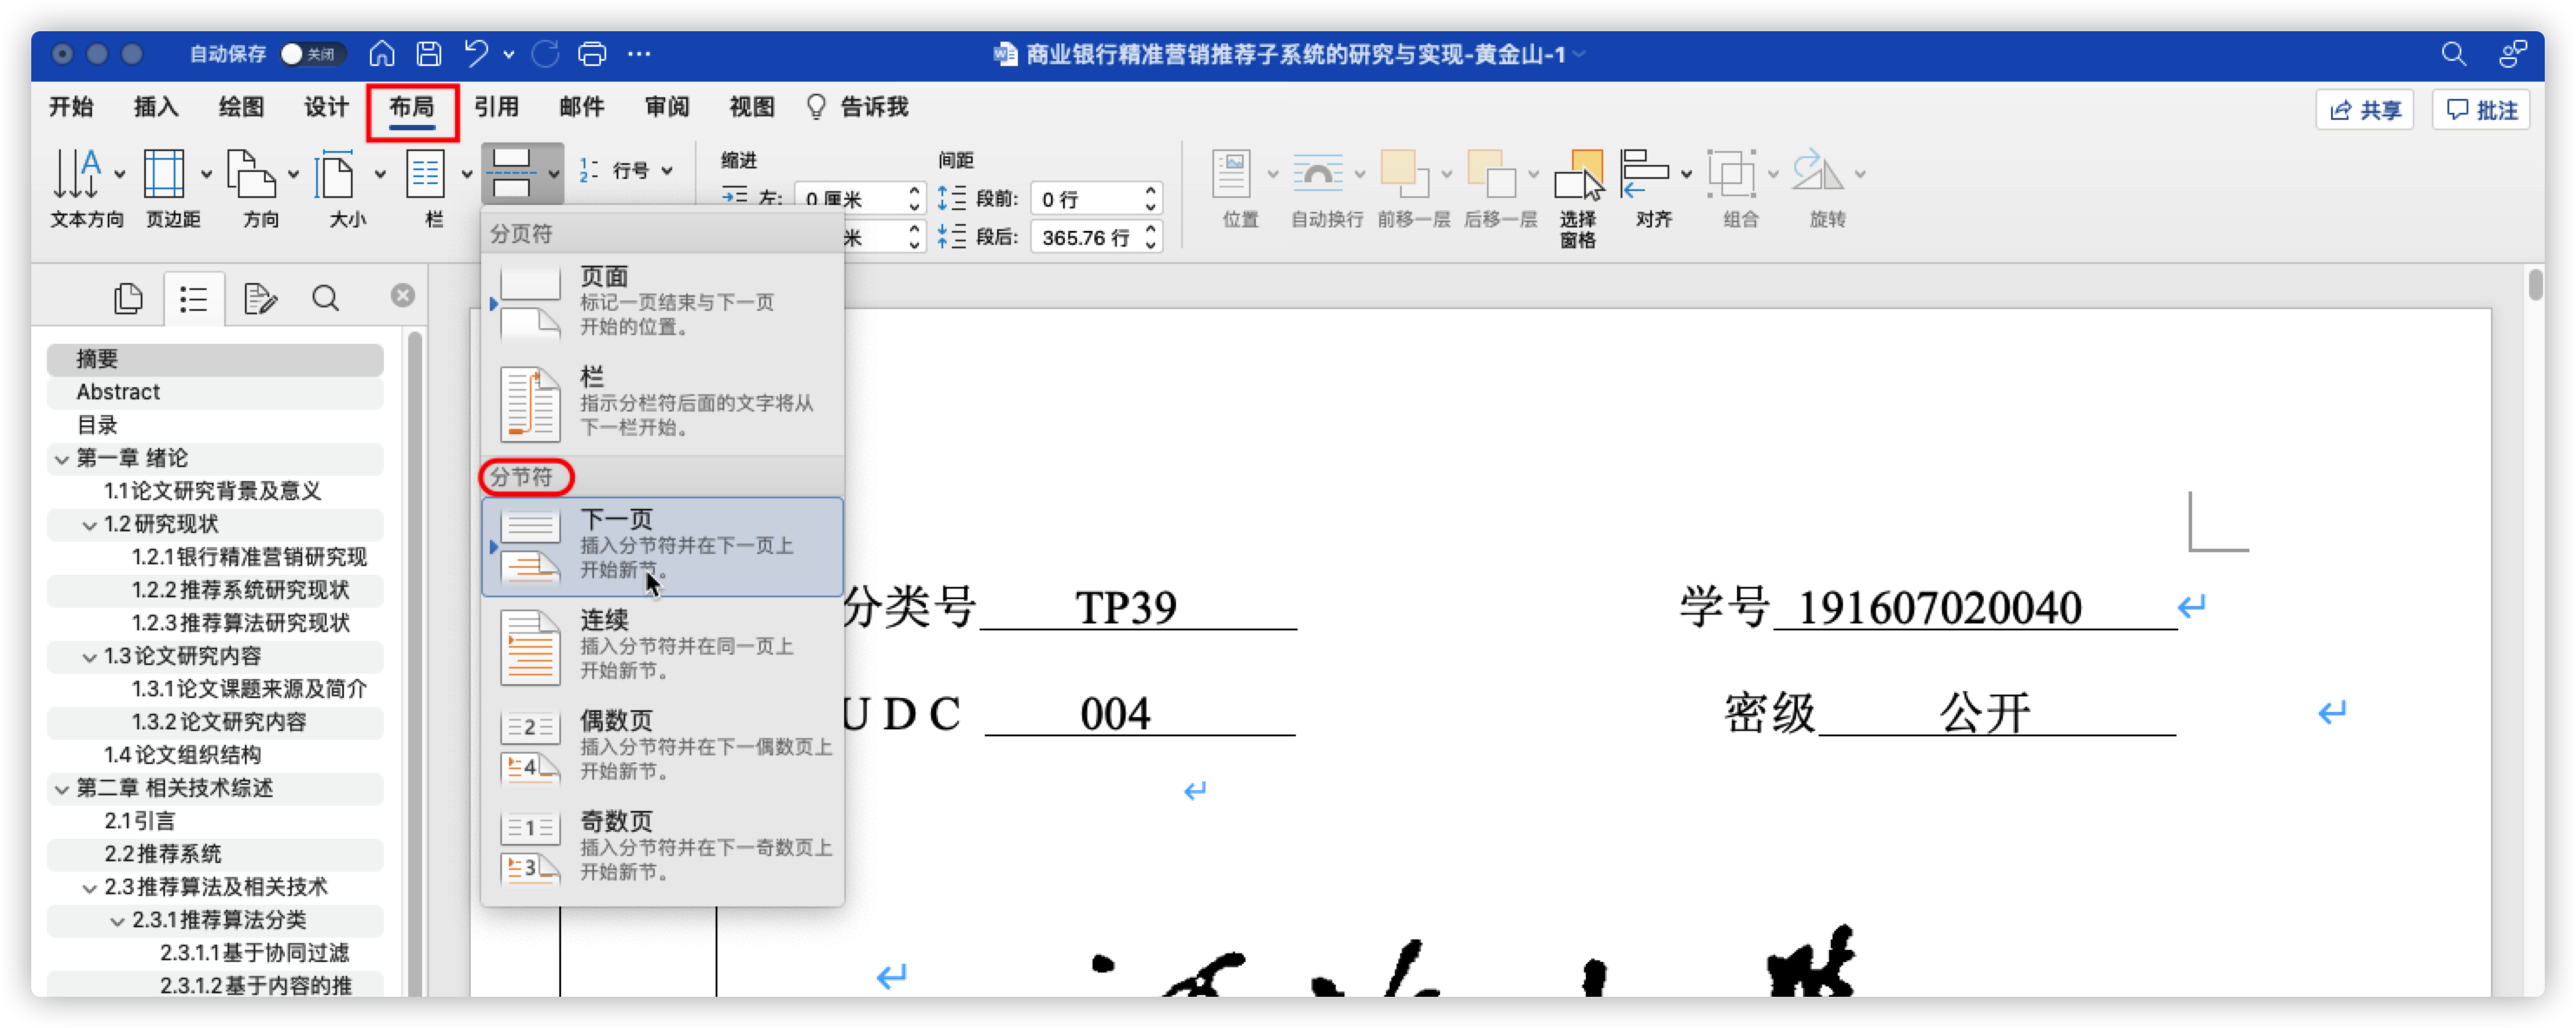 自动保存 关闭
商业银行精准营销推荐子系统的研究与实现-黄金山-1
开始 插入 绘图 设计 布局 引用 邮件 审阅 视图 告诉我
共享 批注
文本方向 页边距 方向 大小 栏
行号
缩进 间距
左: 0 厘米 段前: 0 行
米 段后: 365.76 行
位置 自动换行 前移一层 后移一层 选择窗格 对齐 组合 旋转
分页符
页面
标记一页结束与下一页
开始的位置。
栏
指示分栏符后面的文字将从
下一栏开始。
分节符
下一页
插入分节符并在下一页上
开始新节。
连续
插入分节符并在同一页上
开始新节。
偶数页
插入分节符并在下一偶数页上
开始新节。
奇数页
插入分节符并在下一奇数页上
开始新节。
摘要
Abstract
目录
第一章 绪论
1.1论文研究背景及意义
1.2 研究现状
1.2.1银行精准营销研究现
1.2.2推荐系统研究现状
1.2.3推荐算法研究现状
1.3论文研究内容
1.3.1论文课题来源及简介
1.3.2论文研究内容
1.4论文组织结构
第二章 相关技术综述
2.1引言
2.2推荐系统
2.3推荐算法及相关技术
2.3.1推荐算法分类
2.3.1.1基于协同过滤
2.3.1.2基于内容的推
分类号 TP39 学号 191607020040
U D C 004 密级 公开